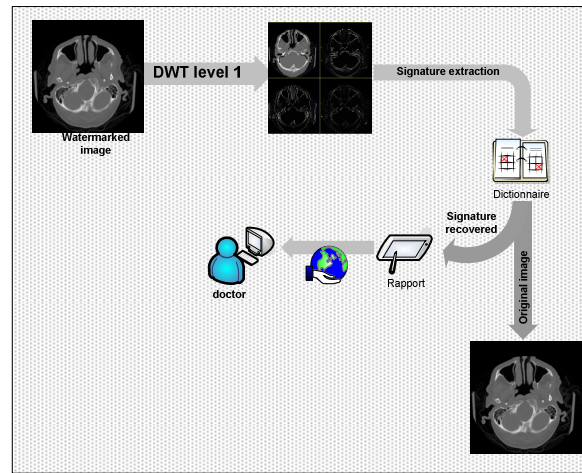 DWT level 1
Signature extraction
Watermarked
image
Dictionnaire
Signature
recovered
Rapport
doctor
Original image